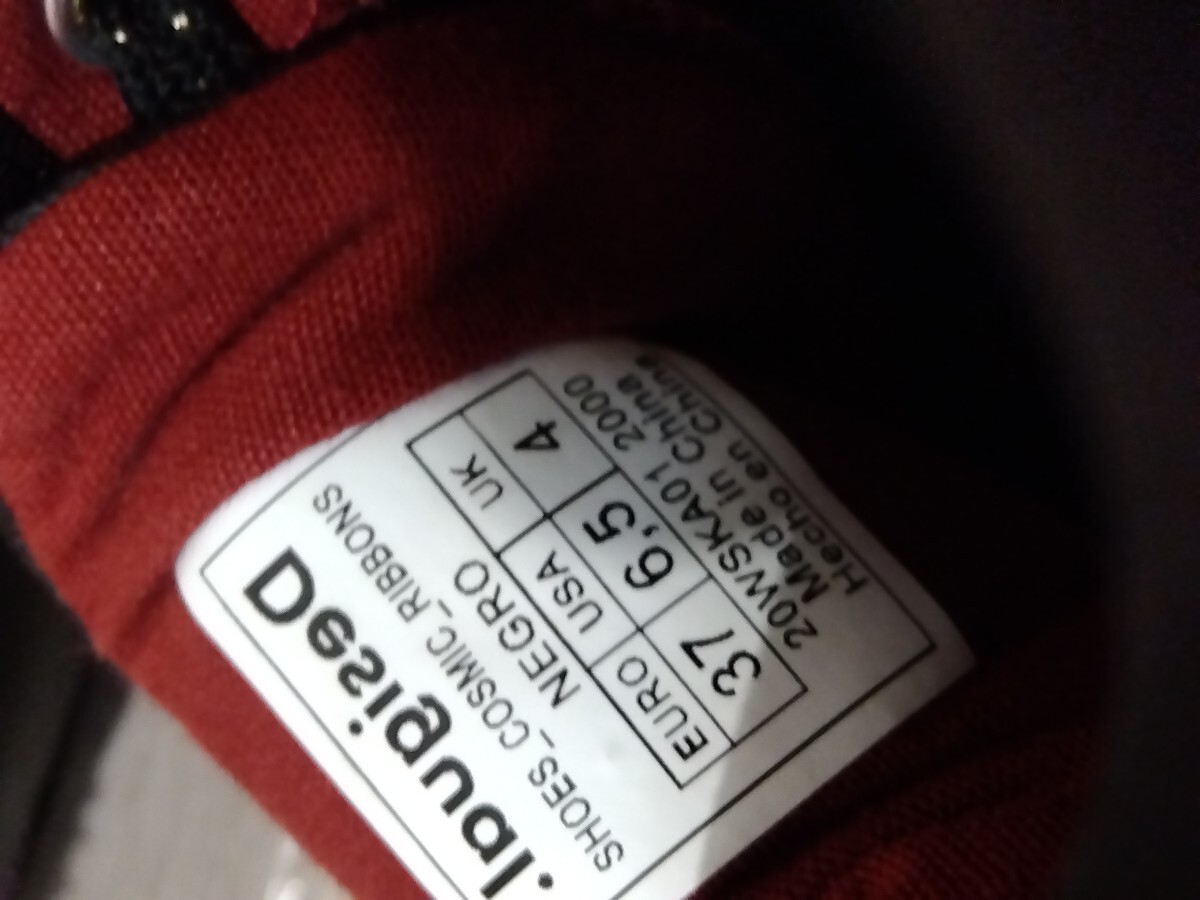 Desigual.
SHOES_COSMIC_RIBBONS
NEGRO
EURO USA UK
37 6,5 4
20WSKA01 2000
Made in China
Hecho en China